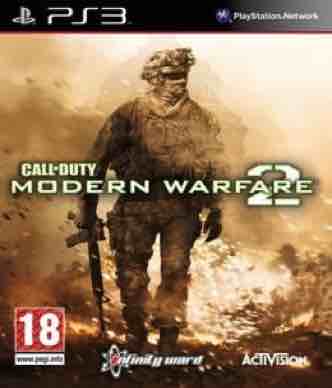 PS3
PlayStation Network
CALL OF DUTY
MODERN WARFARE
2
18
www.pegi.info
infinity ward
ACTIVISION